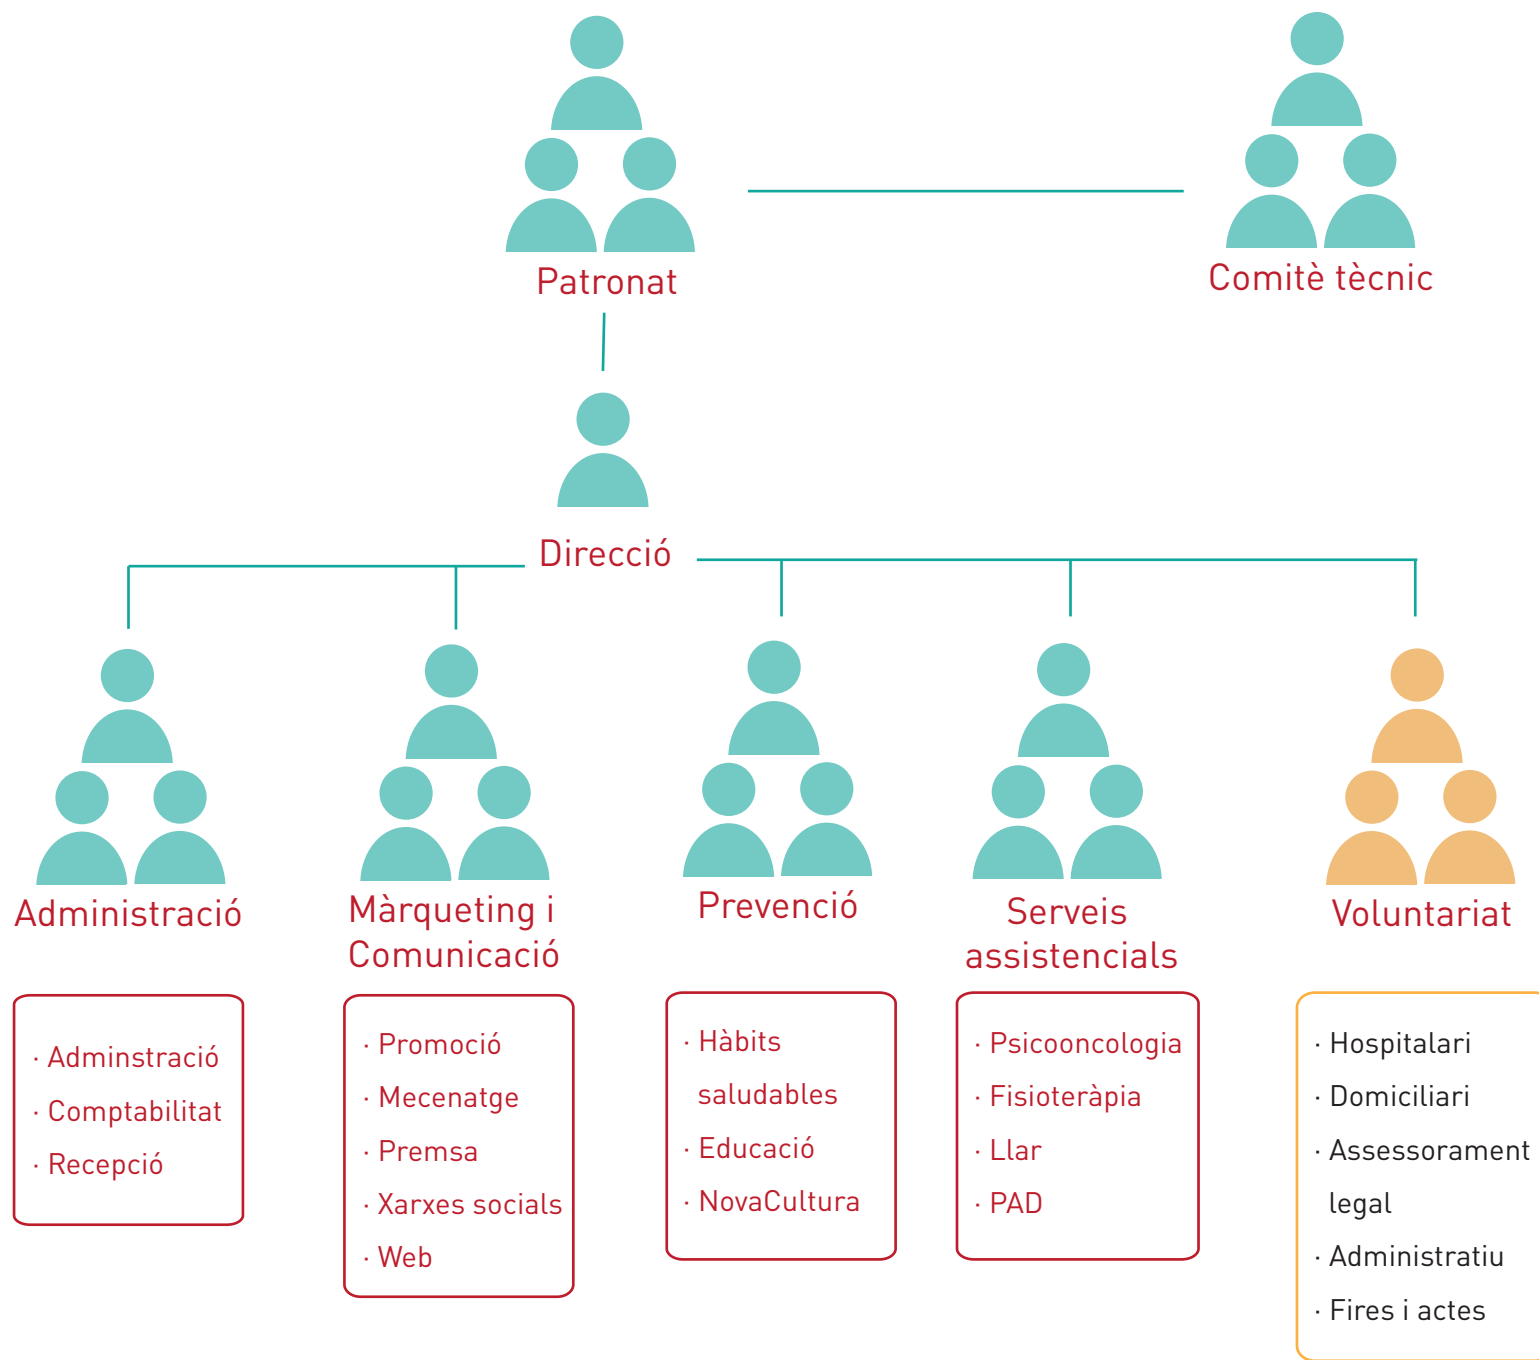 Patronat
Comitè tècnic
Direcció
Administració
· Adminstració
· Comptabilitat
· Recepció
Màrqueting i
Comunicació
· Promoció
· Mecenatge
· Premsa
· Xarxes socials
· Web
Prevenció
· Hàbits
saludables
· Educació
· NovaCultura
Serveis
assistencials
· Psicooncologia
· Fisioteràpia
· Llar
· PAD
Voluntariat
· Hospitalari
· Domiciliari
· Assessorament
legal
· Administratiu
· Fires i actes